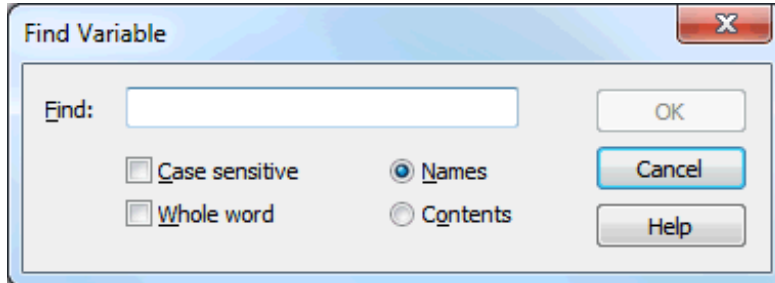 Find Variable
Find:
OK
Case sensitive
Names
Cancel
Whole word
Contents
Help